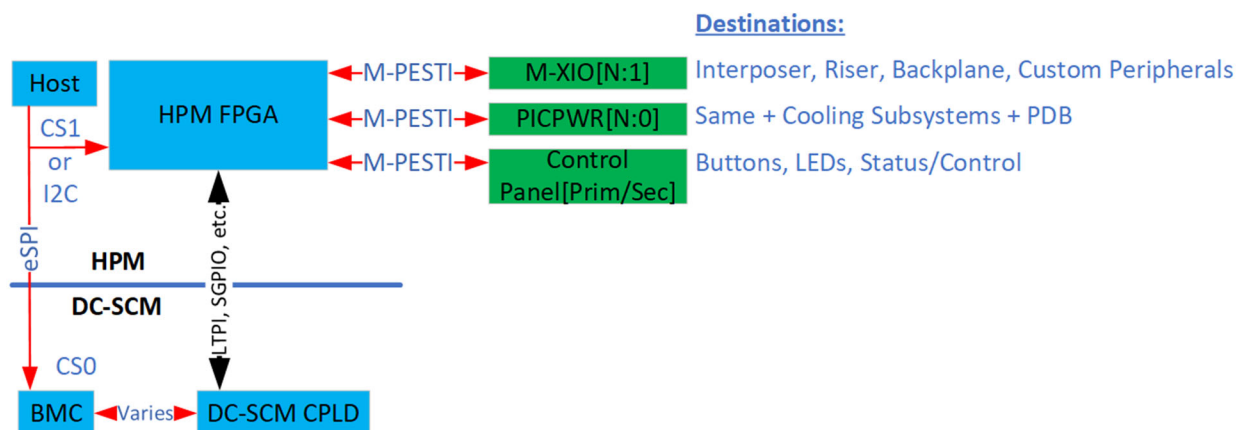 Destinations:
Host
HPM FPGA
M-PESTI
M-XIO[N:1]
Interposer, Riser, Backplane, Custom Peripherals
CS1
or
I2C
M-PESTI
PICPWR[N:0]
Same + Cooling Subsystems + PDB
M-PESTI
Control
Panel[Prim/Sec]
Buttons, LEDs, Status/Control
eSPI
LTPI, SGPIO, etc.
HPM
DC-SCM
CS0
BMC
Varies
DC-SCM CPLD